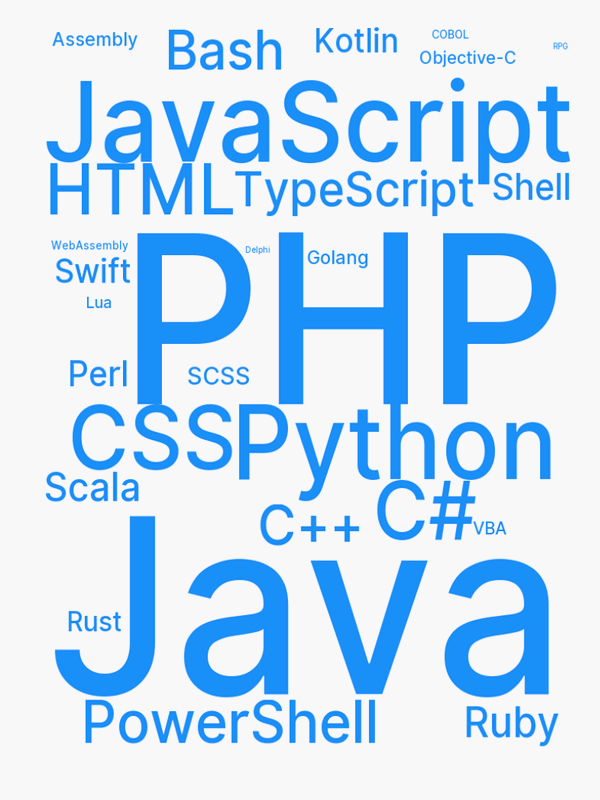 Assembly
Bash
Kotlin
COBOL
RPG
Objective-C
JavaScript
HTML
TypeScript
Shell
WebAssembly
Swift
Lua
PHP
Delphi
Golang
Perl
SCSS
CSS
Python
Scala
C++
C#
VBA
Java
Rust
PowerShell
Ruby